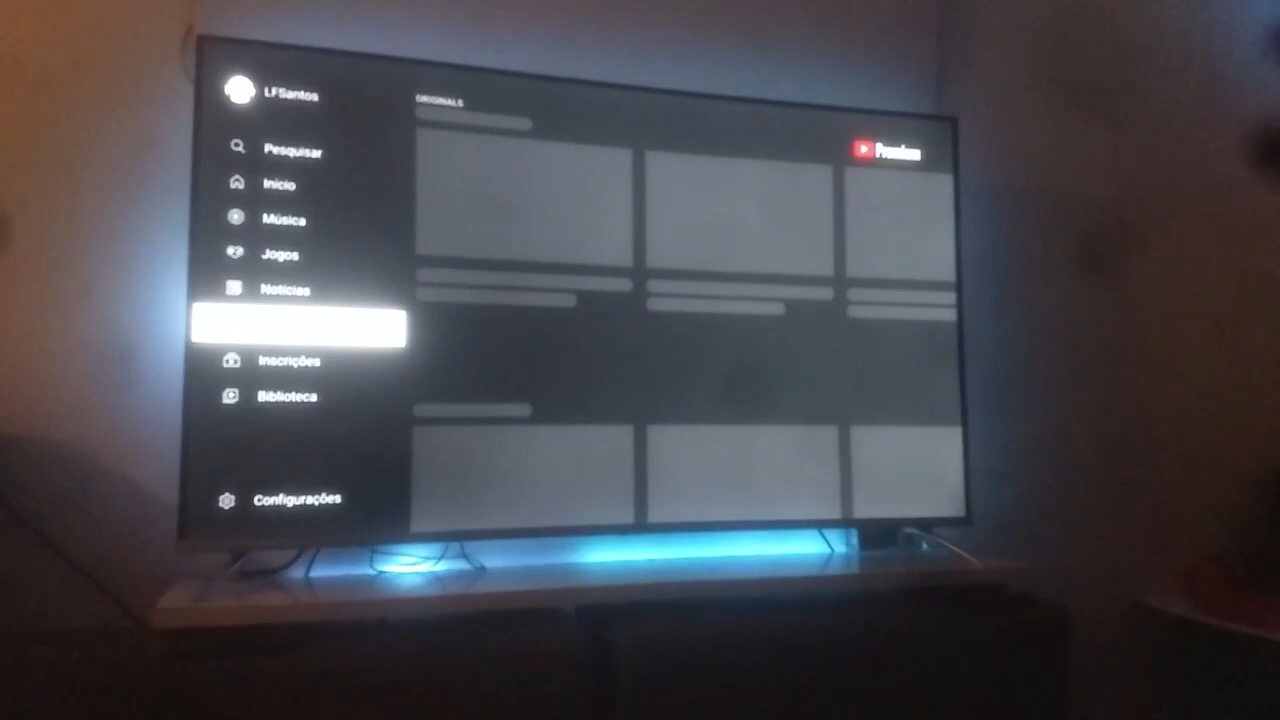 LFSantos
Pesquisar
Início
Música
Jogos
Notícias
Inscrições
Biblioteca
Configurações
ORIGINALS
Premium